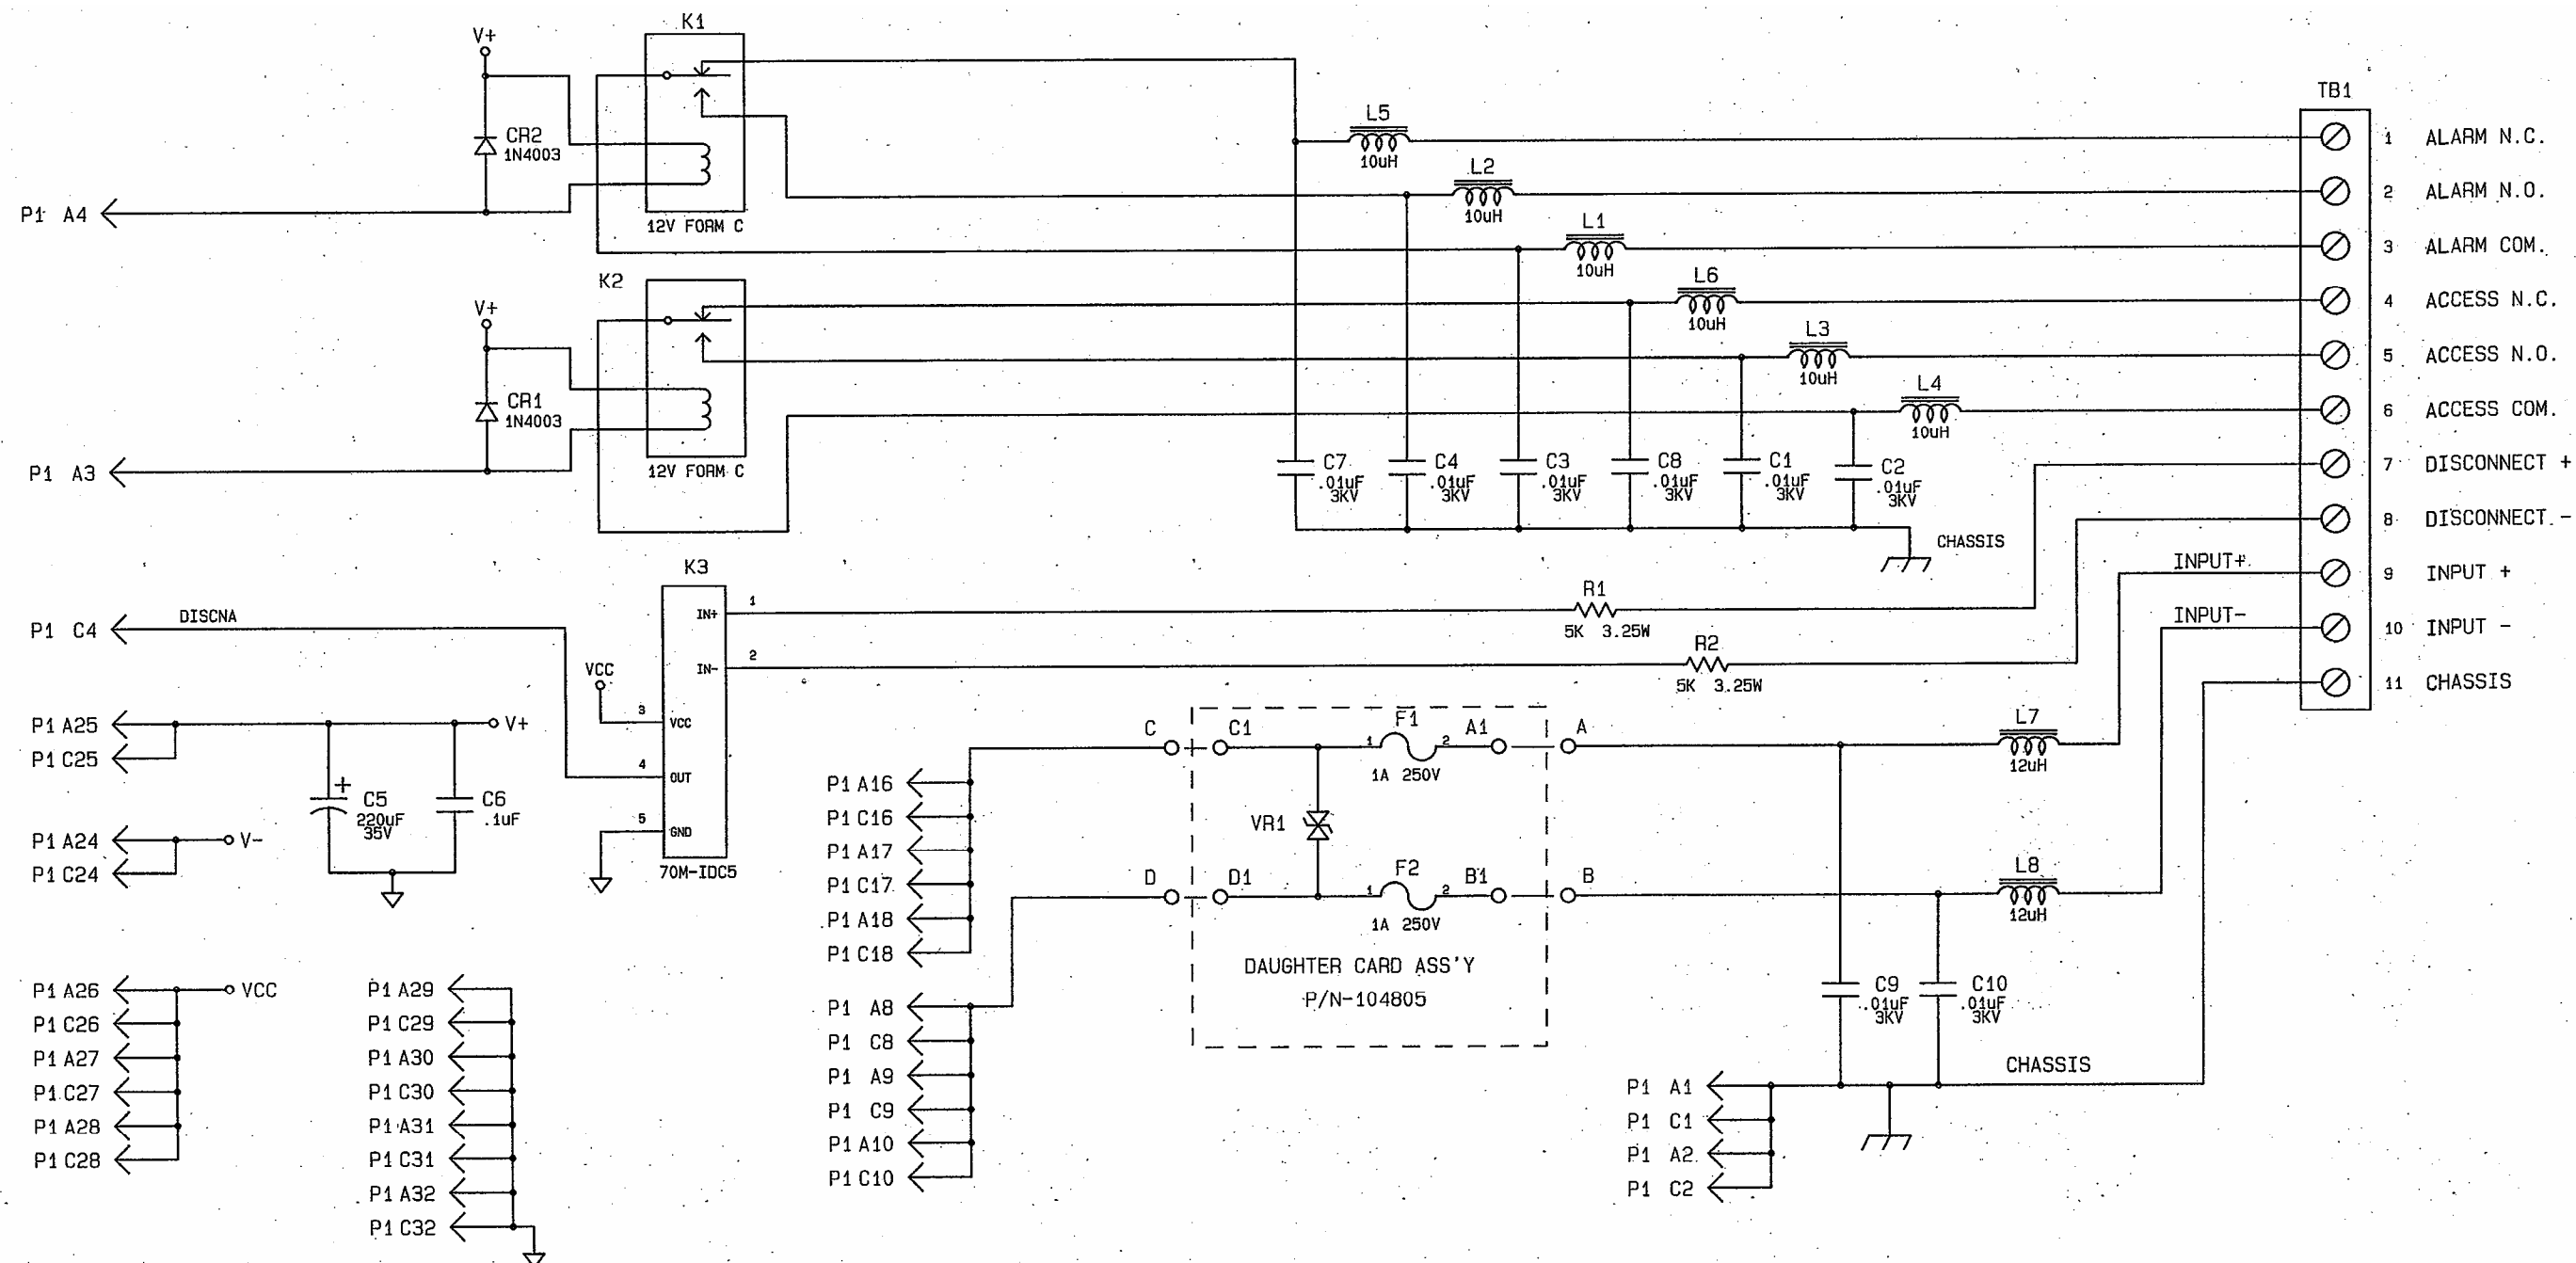 K1
V+
CR2
1N4003
P1 A4
12V FORM C
K2
V+
CR1
1N4003
P1 A3
12V FORM C
L5
10uH
L2
10uH
L1
10uH
L6
10uH
L3
10uH
L4
10uH
C7
.01uF
3KV
C4
.01uF
3KV
C3
.01uF
3KV
C8
.01uF
3KV
C1
.01uF
3KV
C2
.01uF
3KV
CHASSIS
TB1
1 ALARM N.C.
2 ALARM N.O.
3 ALARM COM.
4 ACCESS N.C.
5 ACCESS N.O.
6 ACCESS COM.
7 DISCONNECT +
8 DISCONNECT -
9 INPUT +
10 INPUT -
11 CHASSIS
INPUT+
INPUT-
K3
IN+ 1
IN- 2
VCC
3 VCC
4 OUT
5 GND
70M-IDC5
P1 C4
DISCNA
R1
5K 3.25W
R2
5K 3.25W
P1 A25
P1 C25
V+
C5
220uF
35V
+
C6
.1uF
P1 A24
P1 C24
V-
P1 A26
P1 C26
P1 A27
P1 C27
P1 A28
P1 C28
VCC
P1 A29
P1 C29
P1 A30
P1 C30
P1 A31
P1 C31
P1 A32
P1 C32
P1 A16
P1 C16
P1 A17
P1 C17
P1 A18
P1 C18
P1 A8
P1 C8
P1 A9
P1 C9
P1 A10
P1 C10
C C1
F1
1 2
1A 250V
A1 A
VR1
D D1
F2
1 2
1A 250V
B1 B
DAUGHTER CARD ASS'Y
P/N-104805
L7
12uH
L8
12uH
C9
.01uF
3KV
C10
.01uF
3KV
CHASSIS
P1 A1
P1 C1
P1 A2
P1 C2